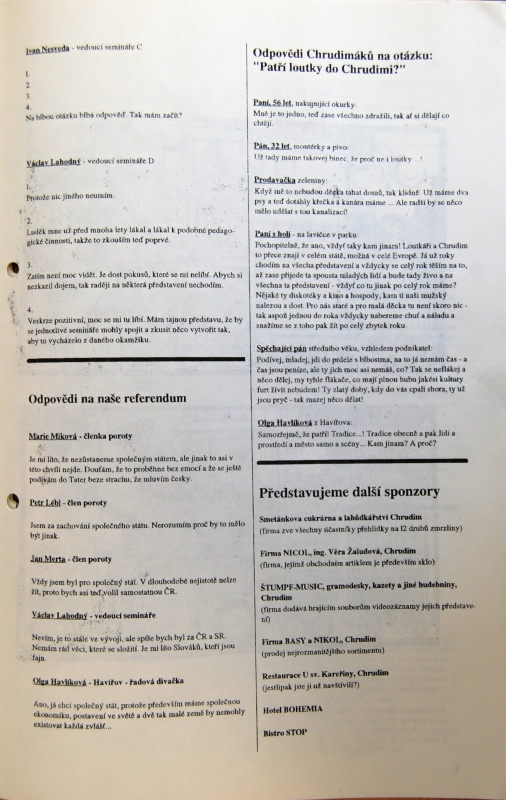 Ivan Nesveda - vedoucí semináře C
1.
2.
3.
4.
Na blbou otázku blbá odpověď. Tak mám začít?
Václav Lahodný - vedoucí semináře D
1.
Protože nic jiného neumím.
2.
Luděk mne už před mnoha lety lákal a lákal k podobné pedago-
gické činnosti, takže to zkouším teď poprvé.
3.
Zatím není moc vidět. Je dost pokusů, které se mi nelíbí. Abych si
nezkazil dojem, tak raději na některá představení nechodím.
4.
Veskrze pozitivní, moc se mi tu líbí. Mám tajnou představu, že by
se jednotlivé semináře mohly spojit a zkusit něco vytvořit tak,
aby to vycházelo z daného okamžiku.
Odpovědi na naše referendum
Marie Míková - členka poroty
Je mi líto, že nezůstaneme společným státem, ale jinak to asi v
této chvíli nejde. Doufám, že to proběhne bez emocí a že se ještě
podívám do Tater beze strachu, že mluvím česky.
Petr Lébl - člen poroty
Jsem za zachování společného státu. Nerozumím proč by to mělo
být jinak.
Jan Merta - člen poroty
Vždy jsem byl pro společný stát. V dlouhodobé nejistotě nelze
žít, proto bych asi teď volil samostatnou ČR.
Václav Lahodný - vedoucí semináře
Nevím, je to stále ve vývoji, ale spíše bych byl za ČR a SR.
Nemám rád věci, které se složití. Je mi líto Slováků, kteří jsou
fajn.
Olga Havlíková - Havířov - řadová divačka
Ano, já chci společný stát, protože především máme společnou
ekonomiku, postavení ve světě a dvě tak malé země by nemohly
existovat každá zvlášť...
Odpovědi Chrudimáků na otázku:
"Patří loutky do Chrudimi?"
Paní, 56 let, nakupující okurky:
Mně je to jedno, teď zase všechno zdražili, tak ať si dělají co
chtějí.
Pán, 32 let, montérky a pivo:
Už tady máme takovej binec, že proč ne i loutky ...!
Prodavačka zeleniny:
Když mě to nebudou děcka tahat domů, tak klidně. Už máme dva
psy a teď dotáhly křečka a kanára máme ... Ale radši by se něco
mělo udělat s tou kanalizací!
Paní s holí - na lavičce v parku:
Pochopitelně, že ano, vždyť taky kam jinam! Loutkáři a Chrudim
to přece znají v celém státě, možná v celé Evropě. Já už roky
chodím na všecha představení a vždycky se celý rok těším na to,
až zase přijede ta spousta mladých lidí a bude tady živo a na
všechna ta představení - vždyť co tu jinak po celý rok máme?
Nějaké ty diskotéky a kino a hospody, kam ti naši mužský
nalezou a dost. Pro nás staré a pro malá děcka tu není skoro nic -
tak aspoň jednou do roka vždycky nabereme chuť a náladu a
snažíme se z toho pak žít po celý zbytek roku.
Spěchající pán středního věku, vzhledem podnikatel:
Podívej, mladej, jdi do prdele s blbostma, na to já nemám čas - a
čas jsou peníze, ale ty jich moc asi nemáš, co? Tak se neflákej a
něco dělej, my tyhle flákače, co mají plnou hubu jakési kultury
furt živit nebudem! Ty zlatý doby, kdy do vás cpali shora, ty už
jsou pryč - tak mazej něco dělat!
Olga Havlíková z Havířova:
Samozřejmě, že patří! Tradice...! Tradice obecně a pak lidi a
prostředí a město samo a scény... Kam jinam? A proč?
Představujeme další sponzory
Smetánkova cukrárna a lahůdkářství Chrudim
(firma zve všechny účastníky přehlídky na 12 druhů zmrzliny)
Firma NICOL, ing. Věra Žaludová, Chrudim
(firma, jejímž obchodním artiklem je především sklo)
ŠTUMPF-MUSIC, gramodesky, kazety a jiné hudebniny,
Chrudim
(firma dodává hrajícím souborům videozáznamy jejich představe-
ní)
Firma BASY a NIKOL, Chrudim
(prodej nejrozmanitějšího sortimentu)
Restaurace U sv. Kareřiny, Chrudim
(jestlipak jste ji už navštívili?)
Hotel BOHEMIA
Bistro STOP